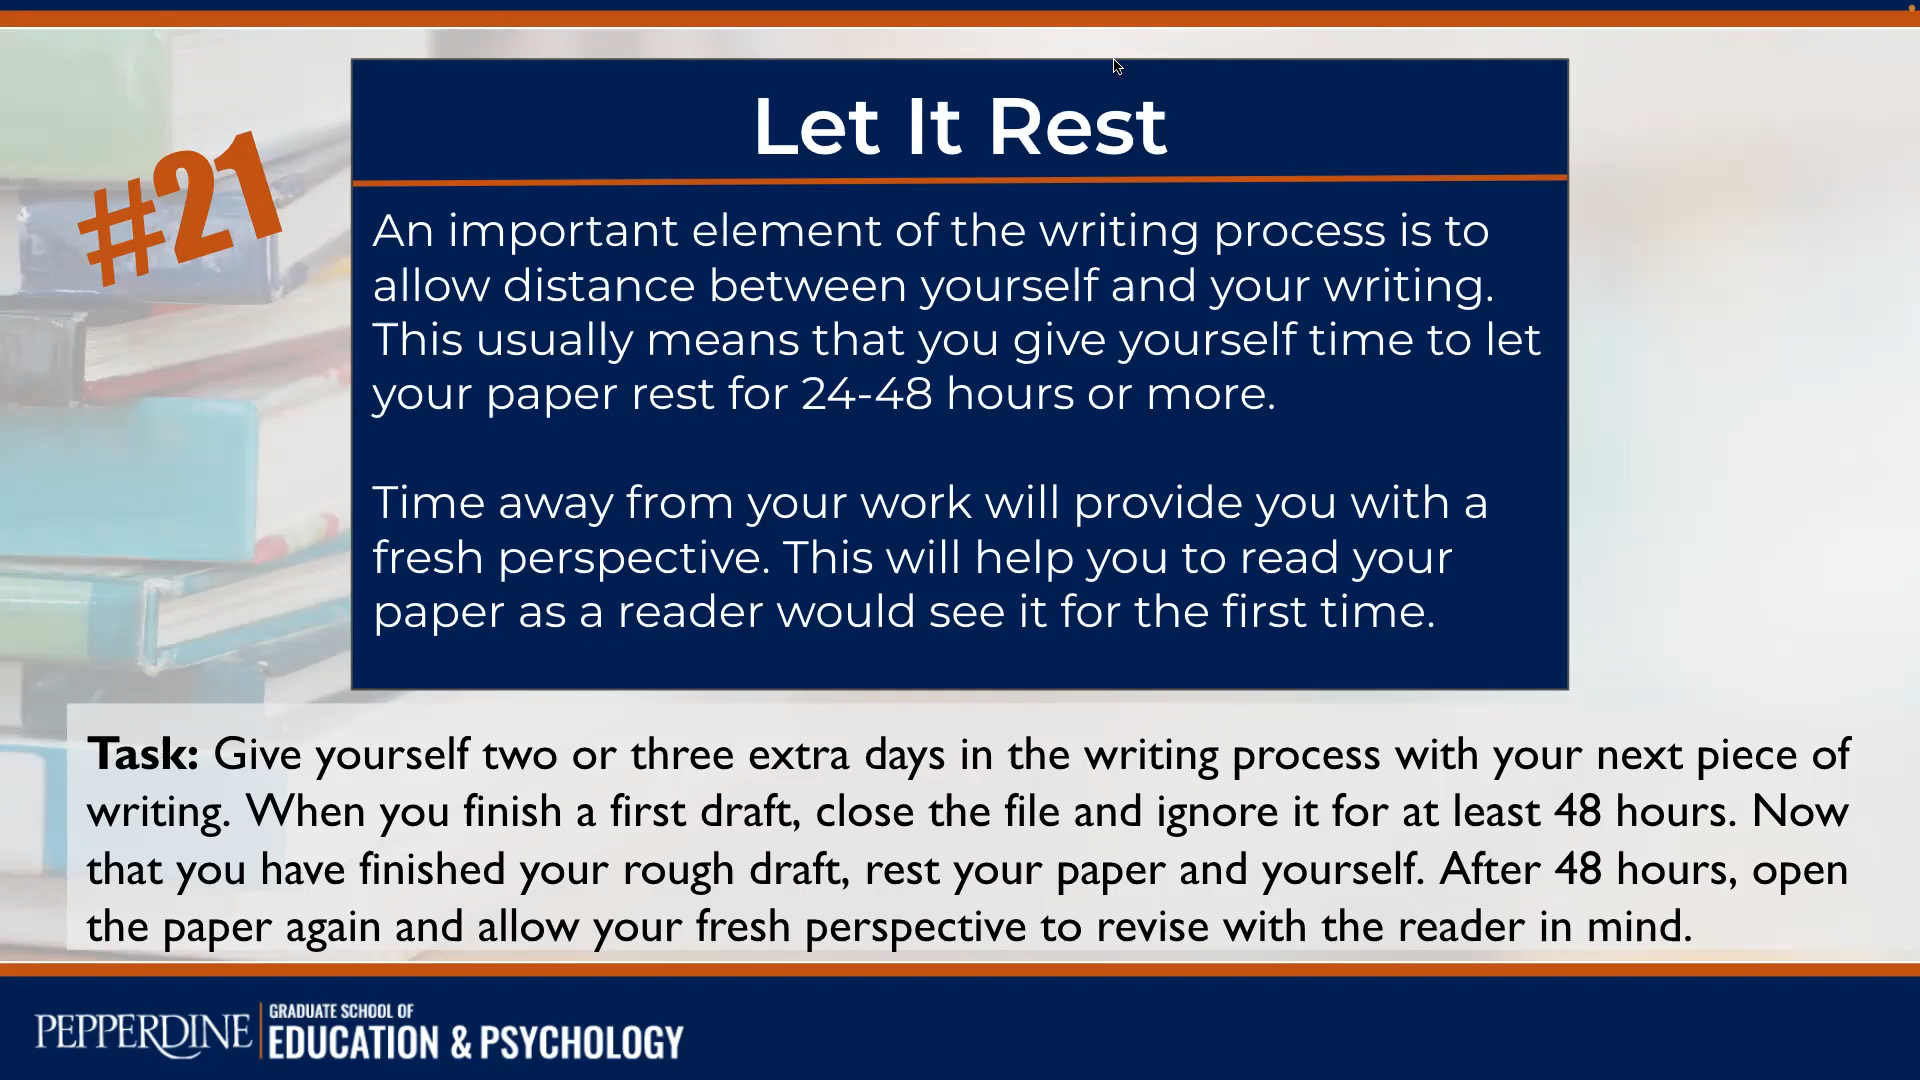 #21
Let It Rest
An important element of the writing process is to
allow distance between yourself and your writing.
This usually means that you give yourself time to let
your paper rest for 24-48 hours or more.
Time away from your work will provide you with a
fresh perspective. This will help you to read your
paper as a reader would see it for the first time.
Task: Give yourself two or three extra days in the writing process with your next piece of
writing. When you finish a first draft, close the file and ignore it for at least 48 hours. Now
that you have finished your rough draft, rest your paper and yourself. After 48 hours, open
the paper again and allow your fresh perspective to revise with the reader in mind.
PEPPERDINE
GRADUATE SCHOOL OF
EDUCATION & PSYCHOLOGY